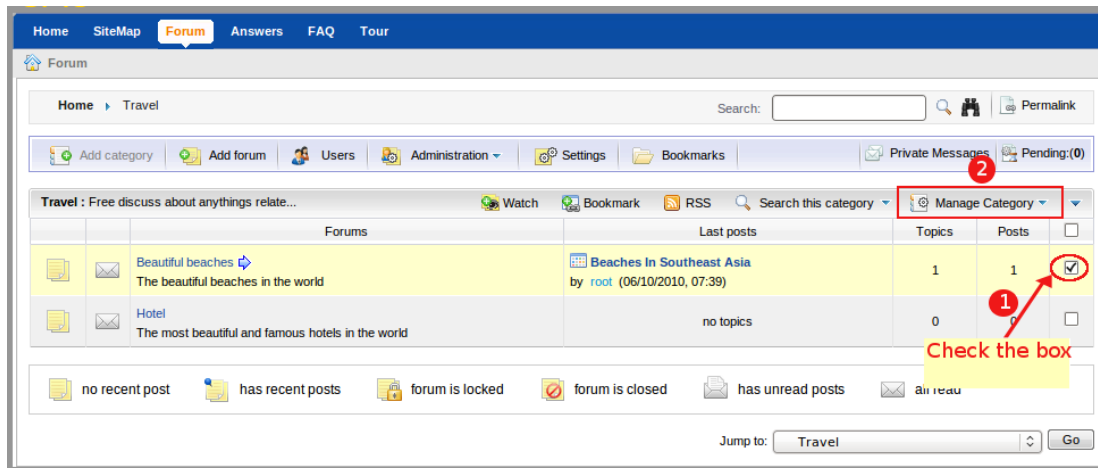 Home SiteMap Forum Answers FAQ Tour
Forum
Home Travel Search: Permalink
Add category Add forum Users Administration Settings Bookmarks Private Messages Pending:(0)
2
Travel : Free discuss about anythings relate... Watch Bookmark RSS Search this category Manage Category
Forums Last posts Topics Posts
Beautiful beaches Beaches In Southeast Asia
The beautiful beaches in the world by root (06/10/2010, 07:39) 1 1
1
Hotel
The most beautiful and famous hotels in the world no topics 0 0
Check the box
no recent post has recent posts forum is locked forum is closed has unread posts all read
Jump to: Travel Go